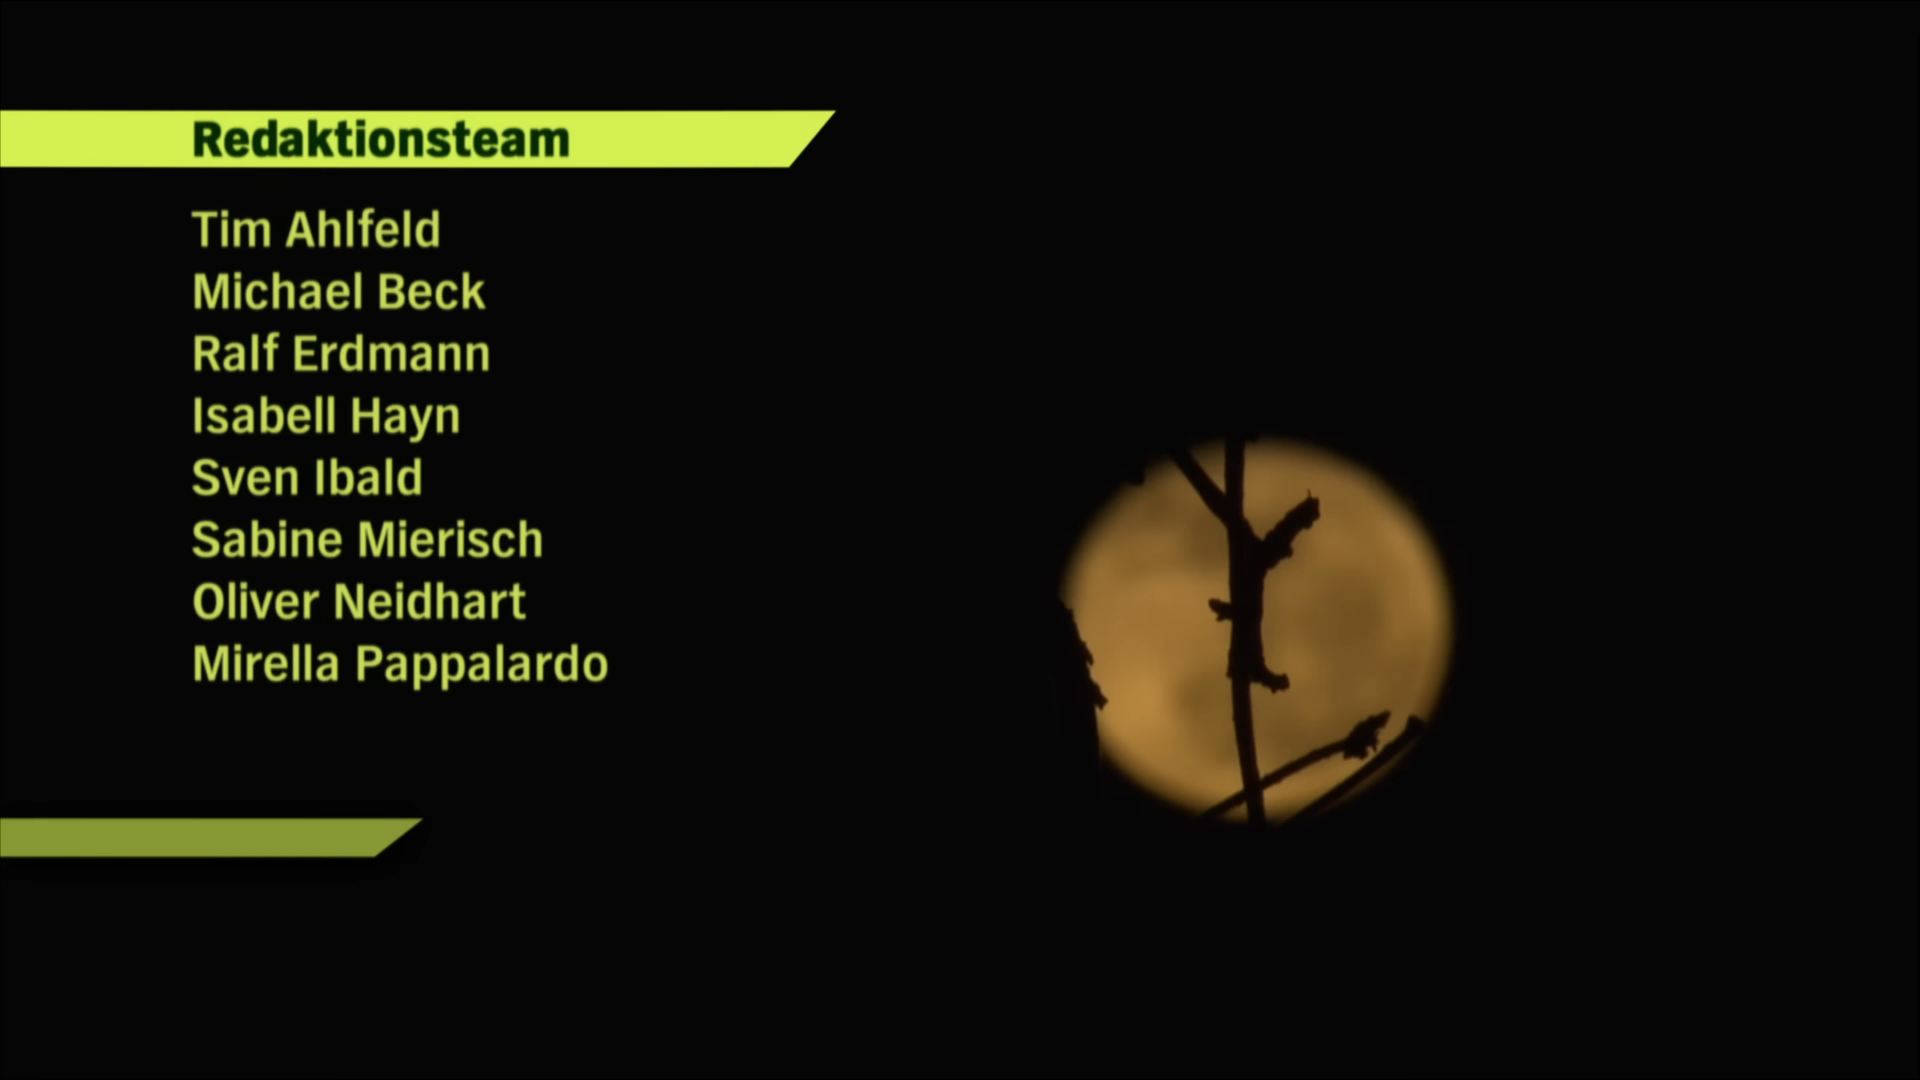 Redaktionsteam
Tim Ahlfeld
Michael Beck
Ralf Erdmann
Isabell Hayn
Sven Ibald
Sabine Mierisch
Oliver Neidhart
Mirella Pappalardo